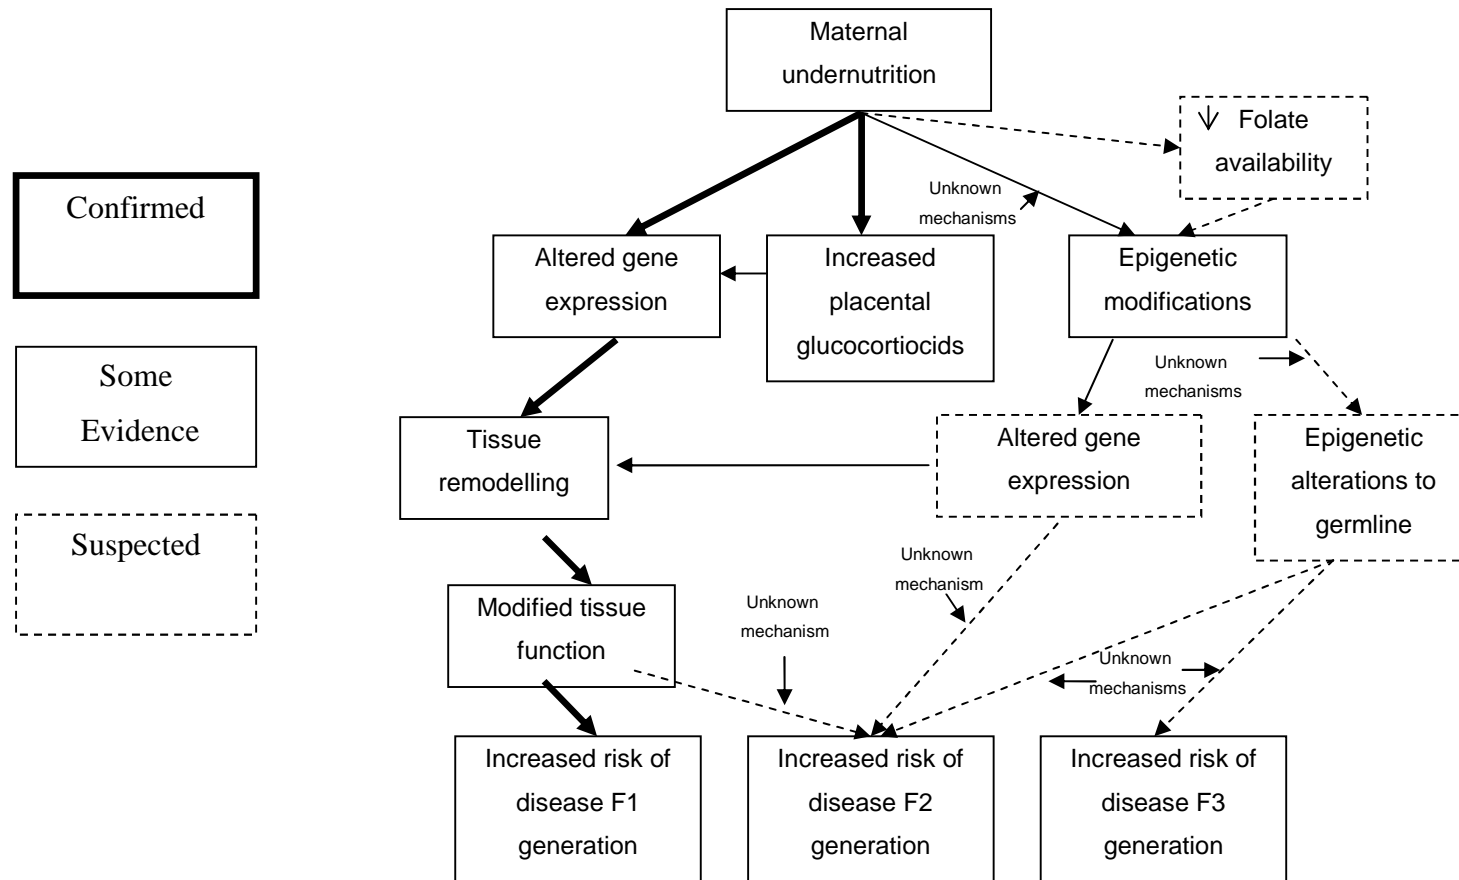 Maternal
undernutrition
↓ Folate
availability
Confirmed
Unknown
mechanisms
Altered gene
expression
Increased
placental
glucocortiocids
Epigenetic
modifications
Some
Evidence
Unknown
mechanisms
Tissue
remodelling
Altered gene
expression
Epigenetic
alterations to
germline
Suspected
Unknown
mechanism
Modified tissue
function
Unknown
mechanism
Unknown
mechanisms
Increased risk of
disease F1
generation
Increased risk of
disease F2
generation
Increased risk of
disease F3
generation